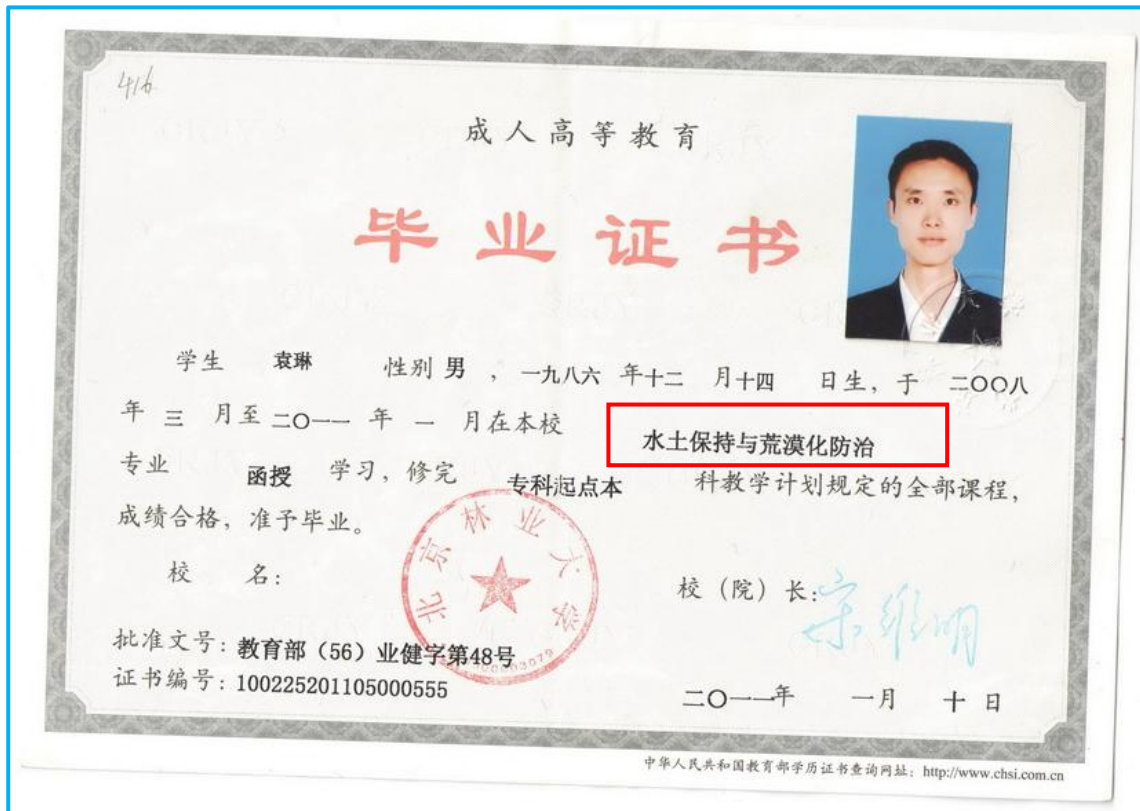 416
成人高等教育
毕业证书
学生 袁琳 性别 男 ，一九八六 年十二 月十四 日生，于 二〇〇八
年 三 月至 二〇一一 年 一 月在本校 水土保持与荒漠化防治
专业 函授 学习，修完 专科起点本 科教学计划规定的全部课程，
成绩合格，准予毕业。
北京林业大学
校 名： 校（院）长：宋维明
批准文号：教育部（56）业健字第48号
证书编号：100225201105000555
二〇一一年 一月 十 日
中华人民共和国教育部学历证书查询网址：http://www.chsi.com.cn